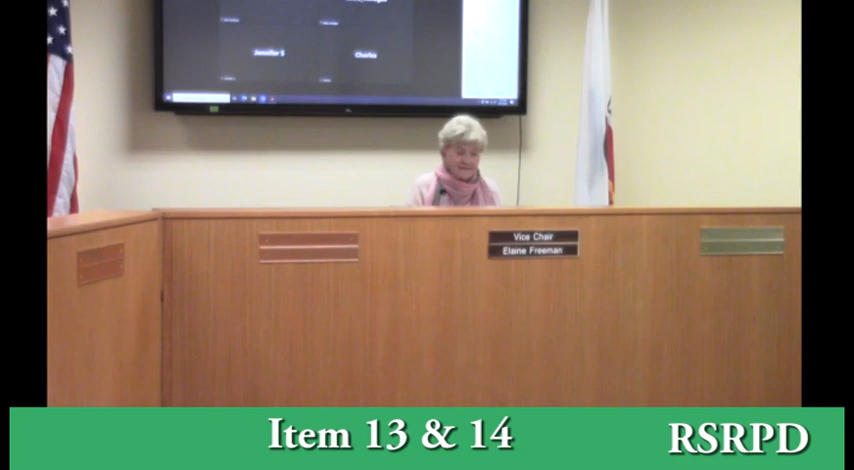 Jennifer S
Charles
Vice Chair
Elaine Freeman
Item 13 & 14
RSRPD